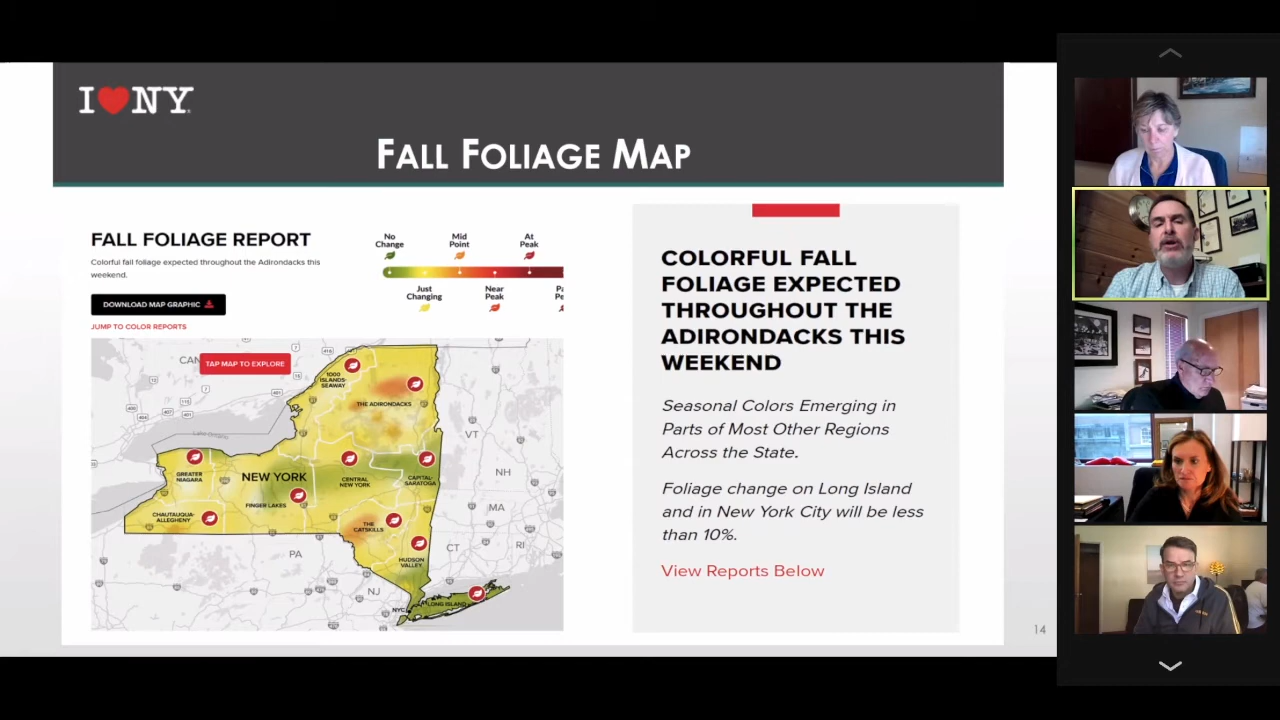 I NY
FALL FOLIAGE MAP
FALL FOLIAGE REPORT
Colorful fall foliage expected throughout the Adirondacks this
weekend.
DOWNLOAD MAP GRAPHIC
JUMP TO COLOR REPORTS
No
Change
Mid
Point
At
Peak
Just
Changing
Near
Peak
TAP MAP TO EXPLORE
1000
ISLANDS-
SEAWAY
THE ADIRONDACKS
Lake Ontario
VT
NH
GREATER
NIAGARA
NEW YORK
CENTRAL
NEW YORK
CAPITAL-
SARATOGA
FINGER LAKES
CHAUTAUQUA-
ALLEGHENY
THE
CATSKILLS
MA
HUDSON
VALLEY
CT
RI
PA
NJ
NYC
LONG ISLAND
COLORFUL FALL
FOLIAGE EXPECTED
THROUGHOUT THE
ADIRONDACKS THIS
WEEKEND
Seasonal Colors Emerging in
Parts of Most Other Regions
Across the State.
Foliage change on Long Island
and in New York City will be less
than 10%.
View Reports Below
14